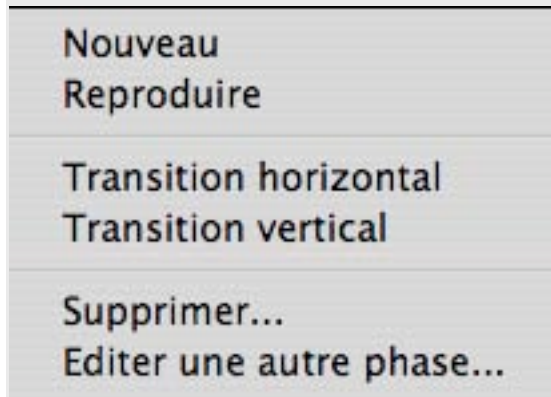 Nouveau
Reproduire
Transition horizontal
Transition vertical
Supprimer...
Editer une autre phase...